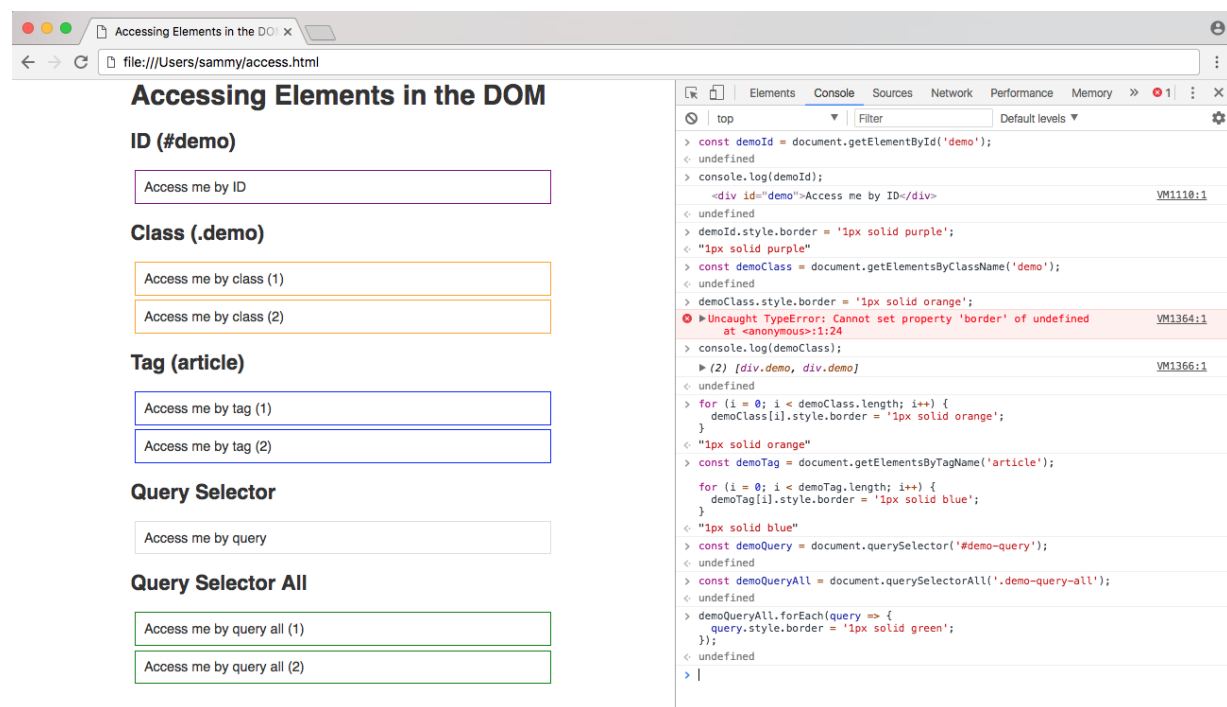 Accessing Elements in the DO
file:///Users/sammy/access.html
Accessing Elements in the DOM
ID (#demo)
Access me by ID
Class (.demo)
Access me by class (1)
Access me by class (2)
Tag (article)
Access me by tag (1)
Access me by tag (2)
Query Selector
Access me by query
Query Selector All
Access me by query all (1)
Access me by query all (2)
Elements Console Sources Network Performance Memory » 1
top Filter Default levels
> const demoId = document.getElementById('demo');
undefined
> console.log(demoId);
<div id="demo">Access me by ID</div> VM1110:1
undefined
> demoId.style.border = '1px solid purple';
"1px solid purple"
> const demoClass = document.getElementsByClassName('demo');
undefined
> demoClass.style.border = '1px solid orange';
Uncaught TypeError: Cannot set property 'border' of undefined VM1364:1
at <anonymous>:1:24
> console.log(demoClass);
(2) [div.demo, div.demo] VM1366:1
undefined
> for (i = 0; i < demoClass.length; i++) {
demoClass[i].style.border = '1px solid orange';
}
"1px solid orange"
> const demoTag = document.getElementsByTagName('article');
for (i = 0; i < demoTag.length; i++) {
demoTag[i].style.border = '1px solid blue';
}
"1px solid blue"
> const demoQuery = document.querySelector('#demo-query');
undefined
> const demoQueryAll = document.querySelectorAll('.demo-query-all');
undefined
> demoQueryAll.forEach(query => {
query.style.border = '1px solid green';
});
undefined
>